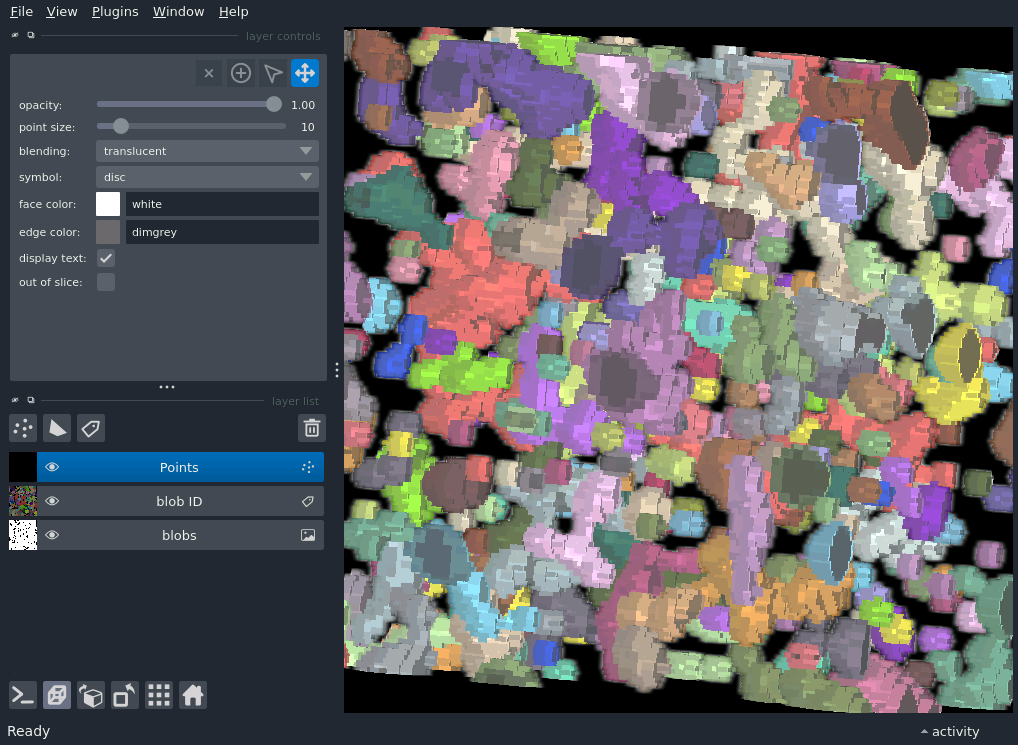 File View Plugins Window Help
layer controls
opacity: 1.00
point size: 10
blending: translucent
symbol: disc
face color: white
edge color: dimgrey
display text:
out of slice:
layer list
Points
blob ID
blobs
Ready activity